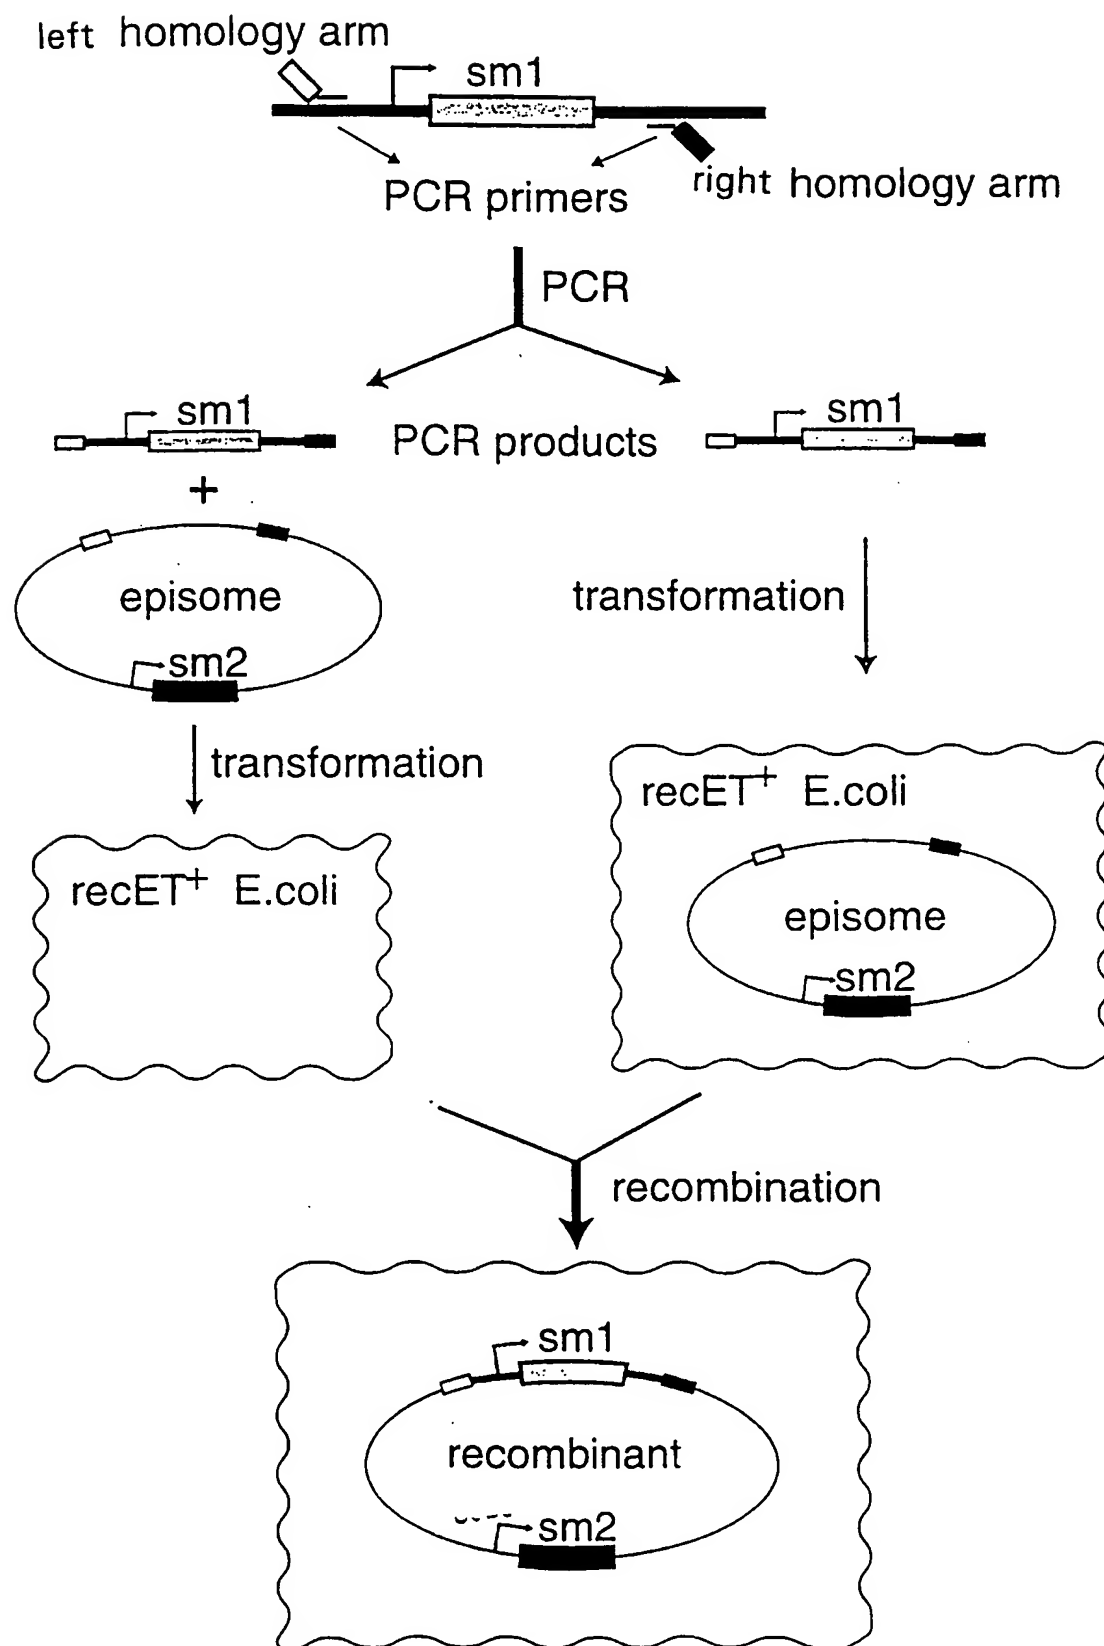 left homology arm
sm1
PCR primers
right homology arm
PCR
sm1
PCR products
sm1
+
episome
sm2
transformation
transformation
recET+ E.coli
recET+ E.coli
episome
sm2
recombination
sm1
recombinant
sm2